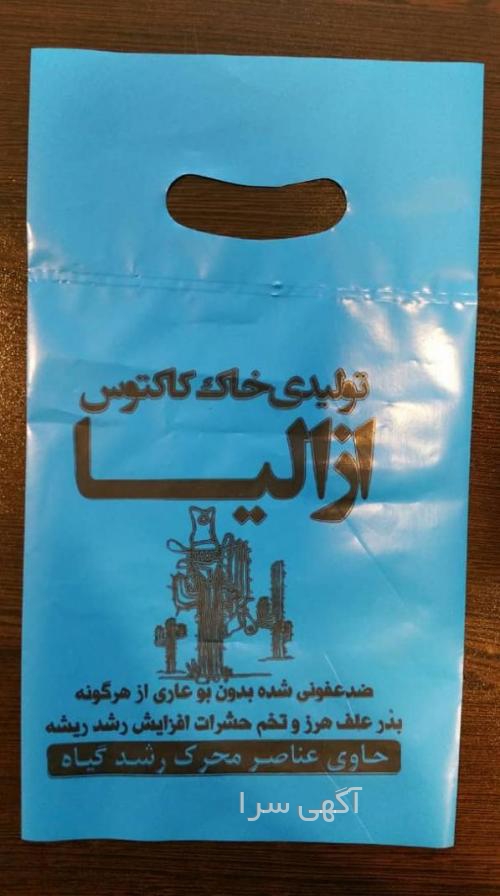 تولیدی خاک کاکتوس
ازالیا
ضدعفونی شده بدون بو عاری از هرگونه
بذر علف هرز و تخم حشرات افزایش رشد ریشه
حاوی عناصر محرک رشد گیاه
آگهی سرا